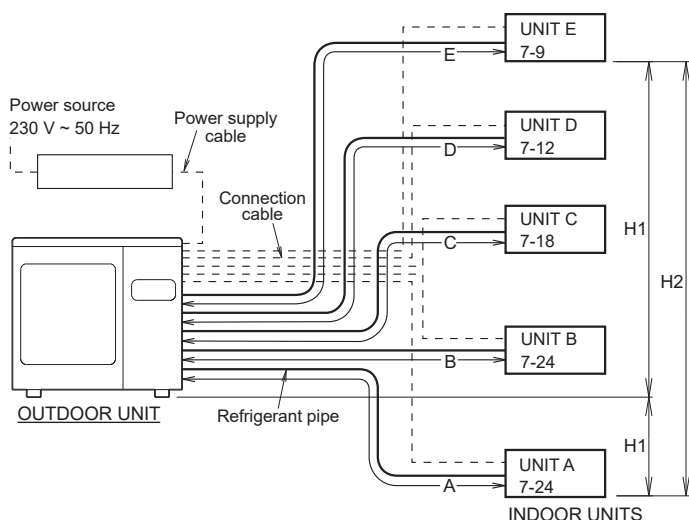 UNIT E
7-9
E
Power source
230 V ~ 50 Hz
Power supply
cable
UNIT D
7-12
D
Connection
cable
UNIT C
7-18
C
H1
H2
UNIT B
7-24
B
OUTDOOR UNIT
Refrigerant pipe
H1
UNIT A
7-24
A
INDOOR UNITS